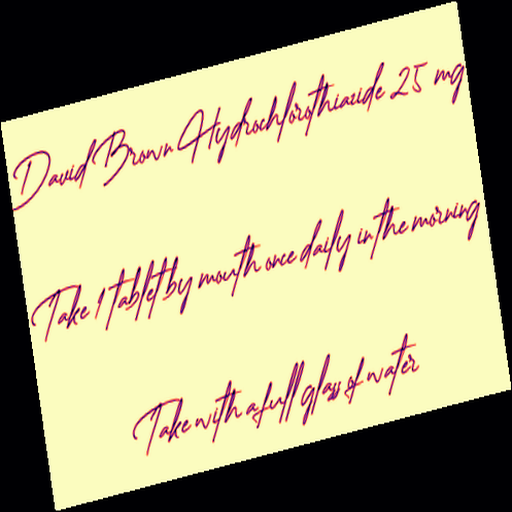 David Brown Hydrochlorothiazide 25 mg
Take 1 tablet by mouth once daily in the morning
Take with a full glass of water